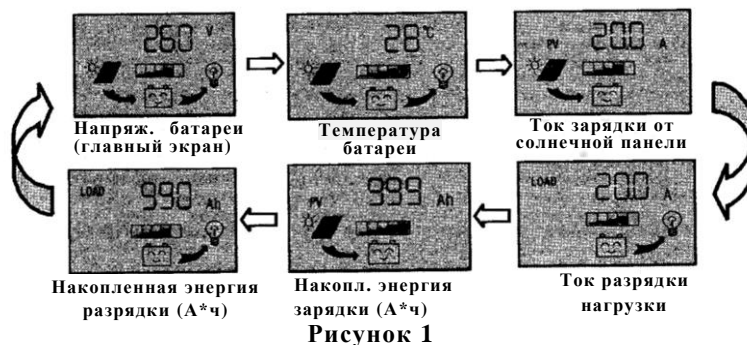 260 V
28 °C
PV 20.0 A
Напряж. батареи
(главный экран)
Температура
батареи
Ток зарядки от
солнечной панели
LOAD 990 Ah
PV 999 Ah
LOAD 20.0 A
Накопленная энергия
разрядки (А*ч)
Накопл. энергия
зарядки (А*ч)
Ток разрядки
нагрузки
Рисунок 1